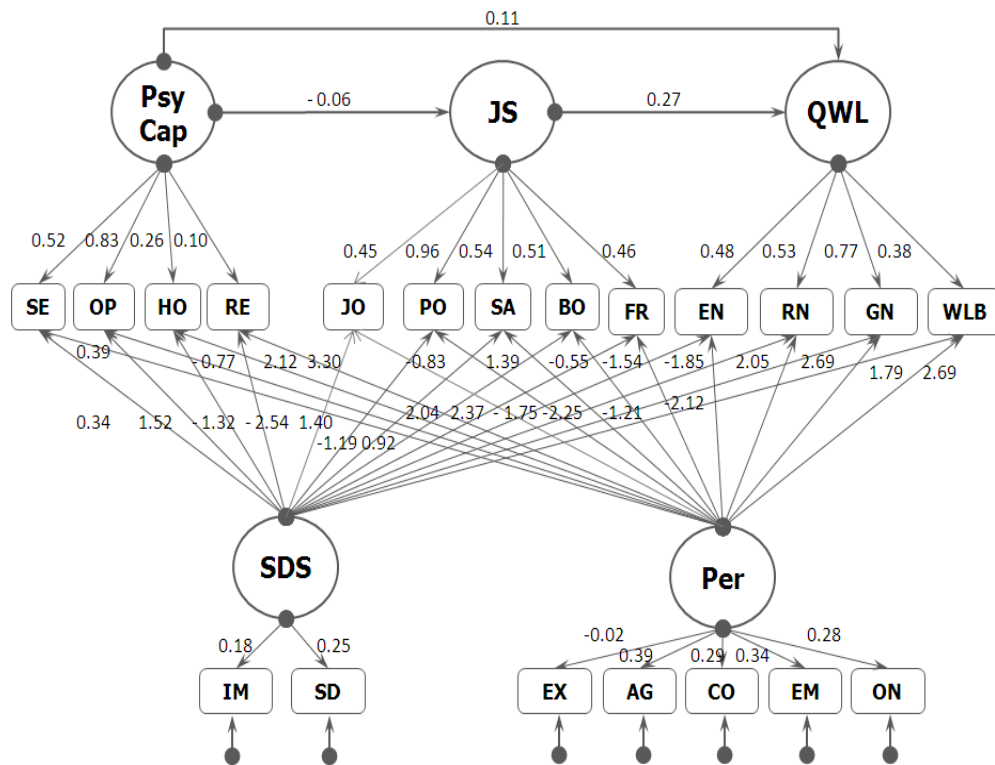 0.11
Psy
Cap
- 0.06
JS
0.27
QWL
0.52
0.83
0.26
0.10
0.45
0.96
0.54
0.51
0.46
0.48
0.53
0.77
0.38
SE
OP
HO
RE
JO
PO
SA
BO
FR
EN
RN
GN
WLB
0.39
- 0.77
2.12
3.30
-0.83
1.39
-0.55
-1.54
-1.85
2.05
2.69
1.79
2.69
0.34
1.52
- 1.32
- 2.54
1.40
-1.19
0.92
2.04
2.37
- 1.75
-2.25
-1.21
-2.12
SDS
Per
0.18
0.25
-0.02
0.39
0.29
0.34
0.28
IM
SD
EX
AG
CO
EM
ON